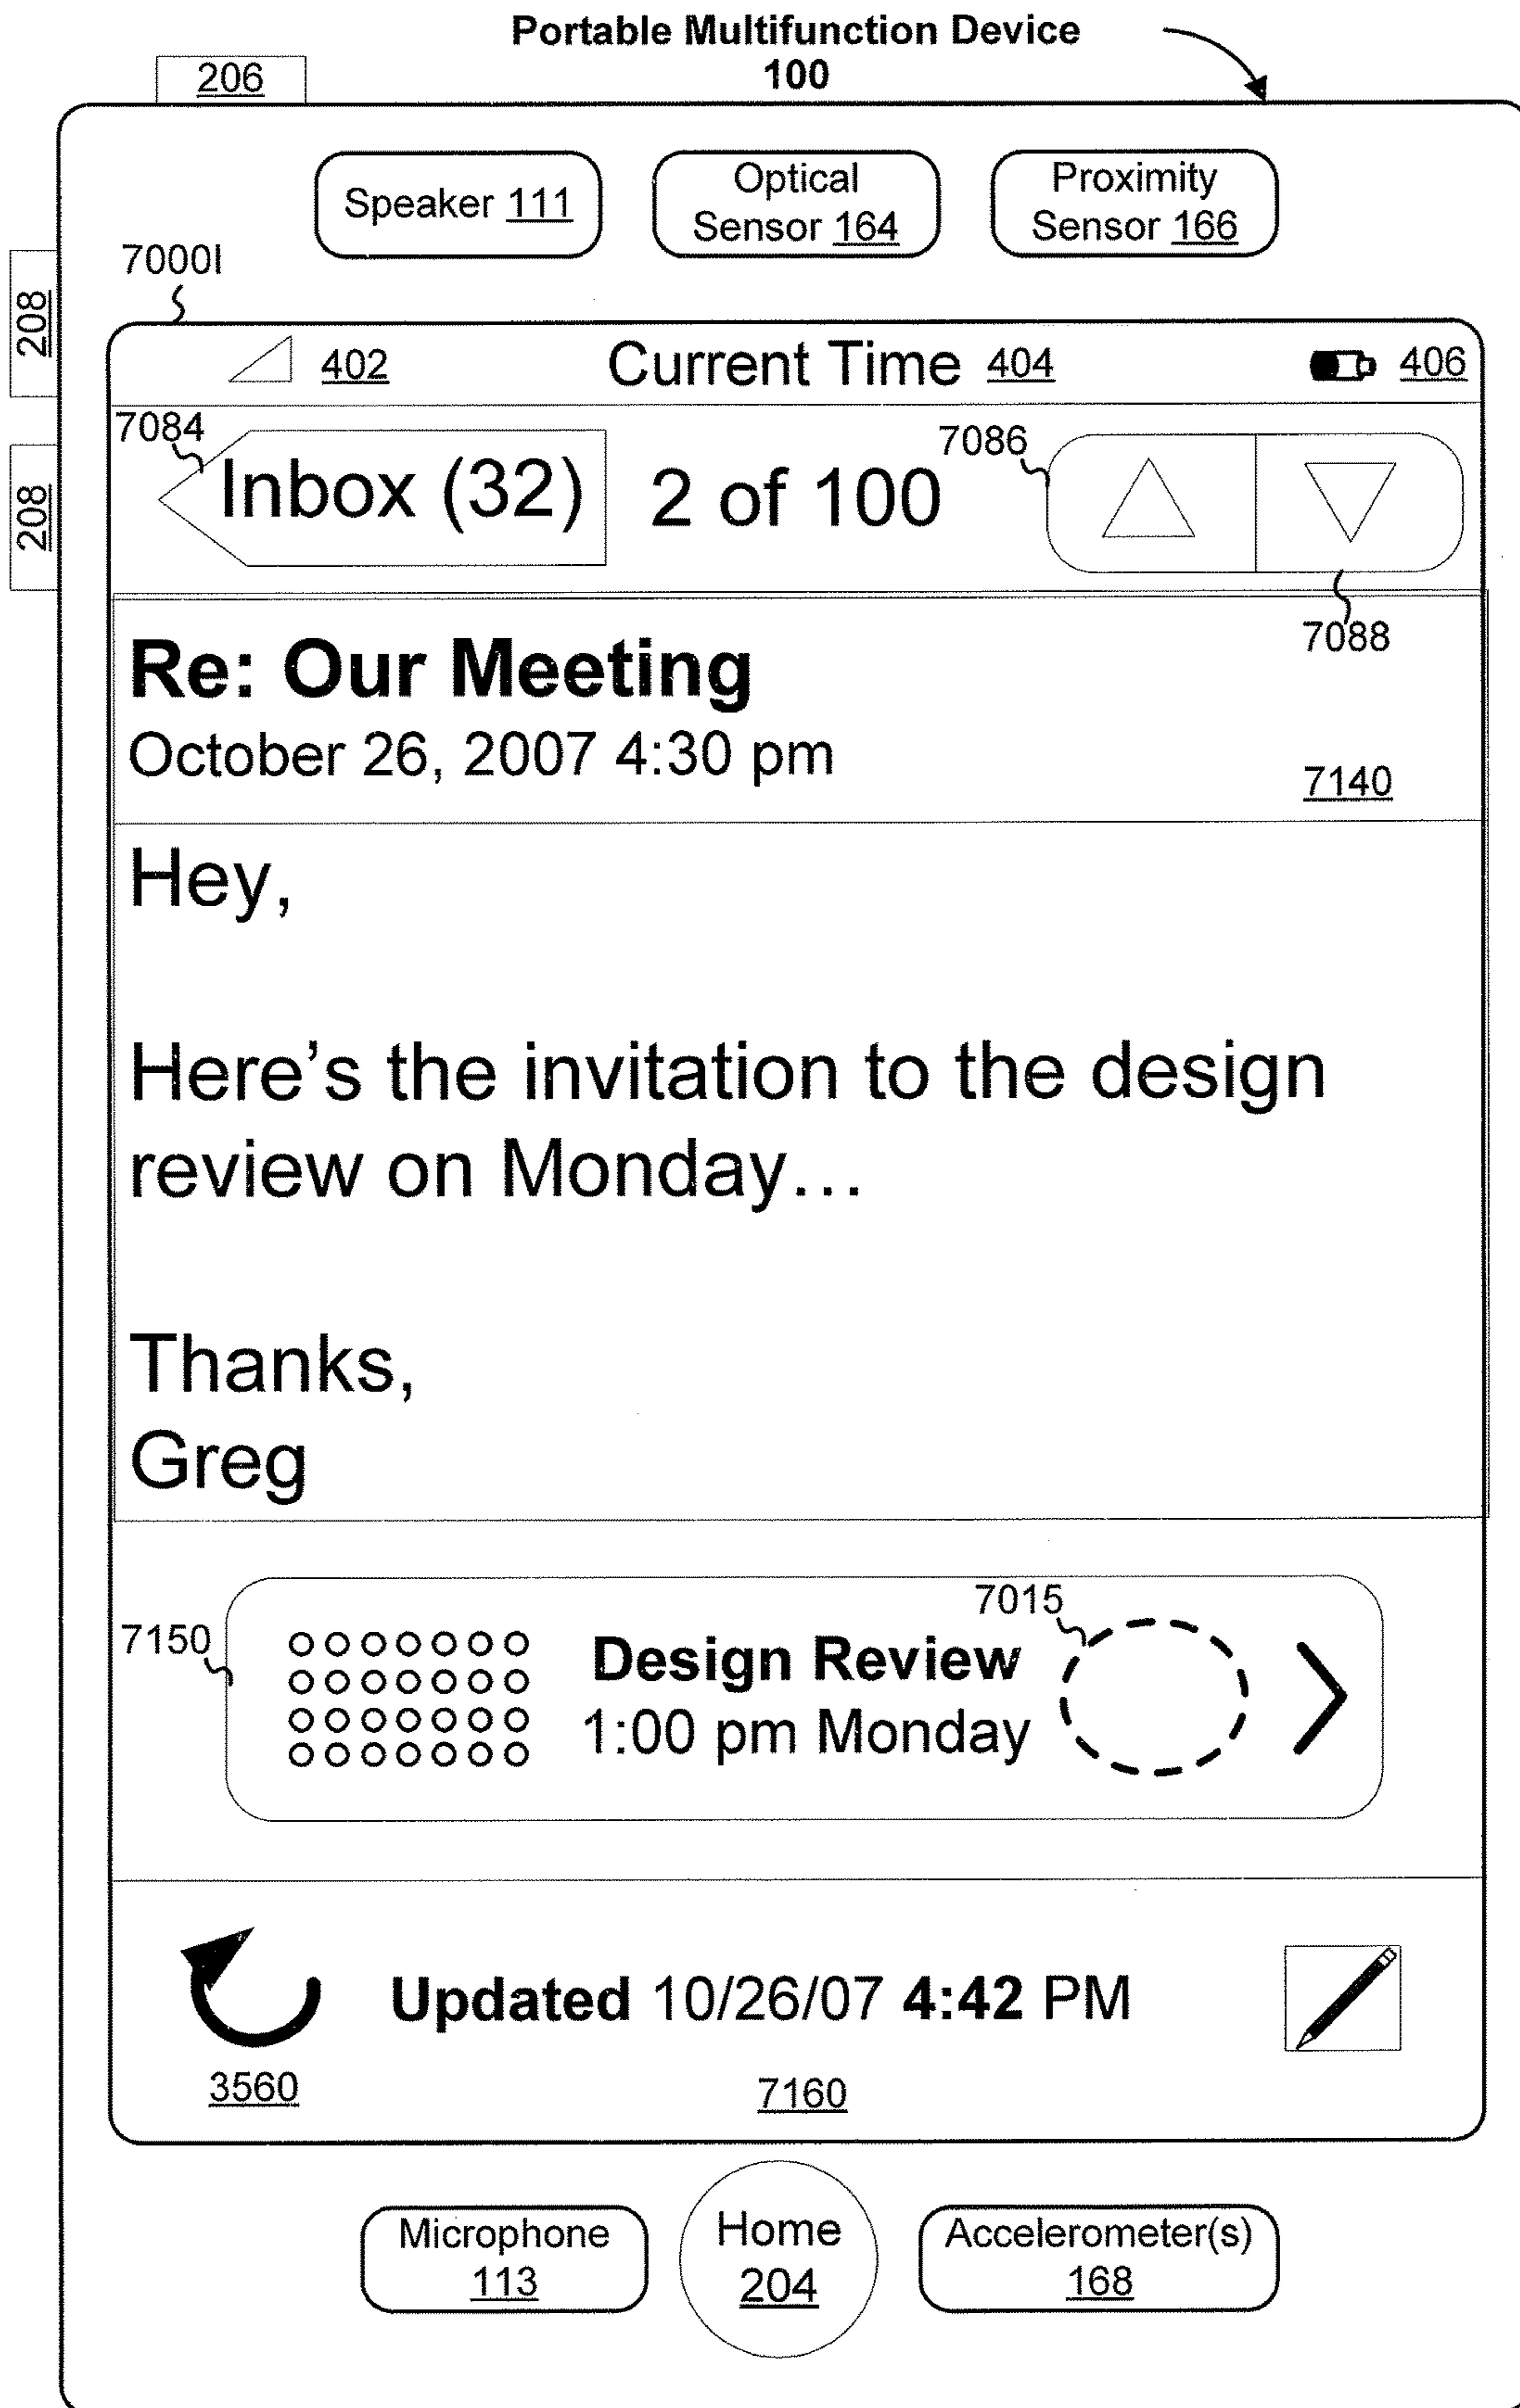 Portable Multifunction Device
100
206
Speaker 111
Optical
Sensor 164
Proximity
Sensor 166
7000I
208
208
402
Current Time 404
406
7084
Inbox (32)
2 of 100
7086
7088
Re: Our Meeting
October 26, 2007 4:30 pm
7140
Hey,
Here's the invitation to the design
review on Monday...
Thanks,
Greg
7150
7015
Design Review
1:00 pm Monday
Updated 10/26/07 4:42 PM
3560
7160
Microphone
113
Home
204
Accelerometer(s)
168